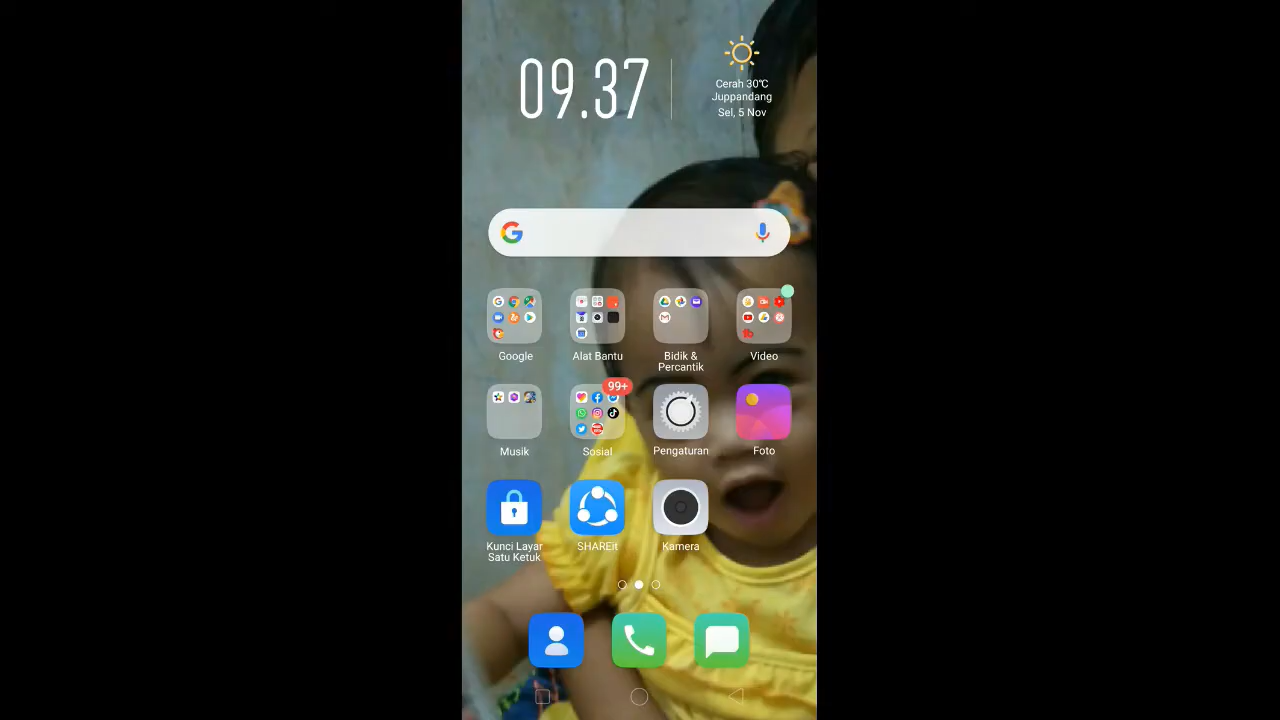 09.37
Cerah 30℃
Juppandang
Sel, 5 Nov
Google
Alat Bantu
Bidik &
Percantik
Video
99+
Musik
Sosial
Pengaturan
Foto
Kunci Layar
Satu Ketuk
SHAREit
Kamera